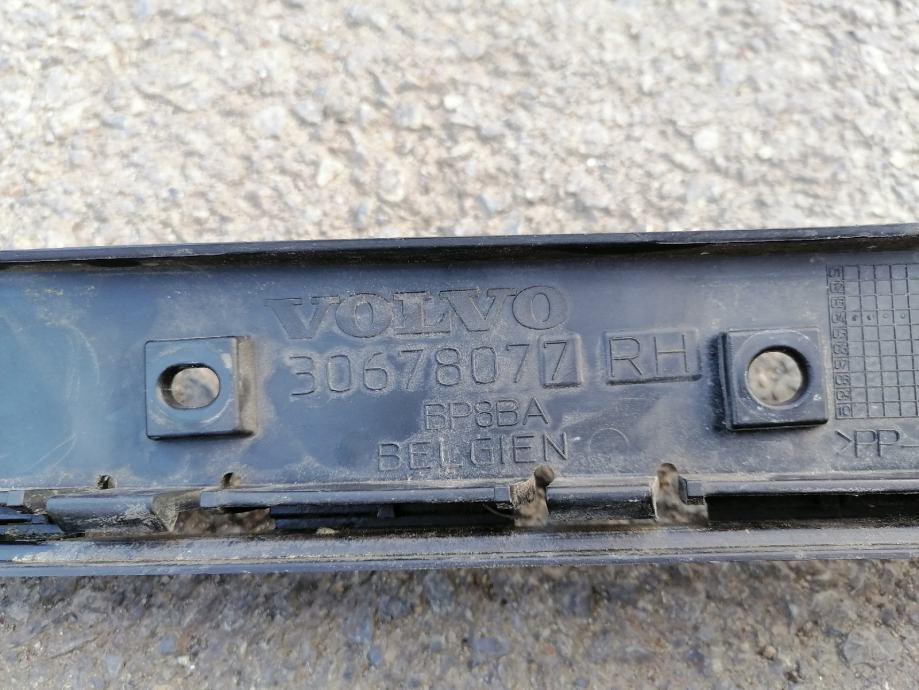 VOLVO
30678077 RH
BP8BA
BELGIEN
>PP-